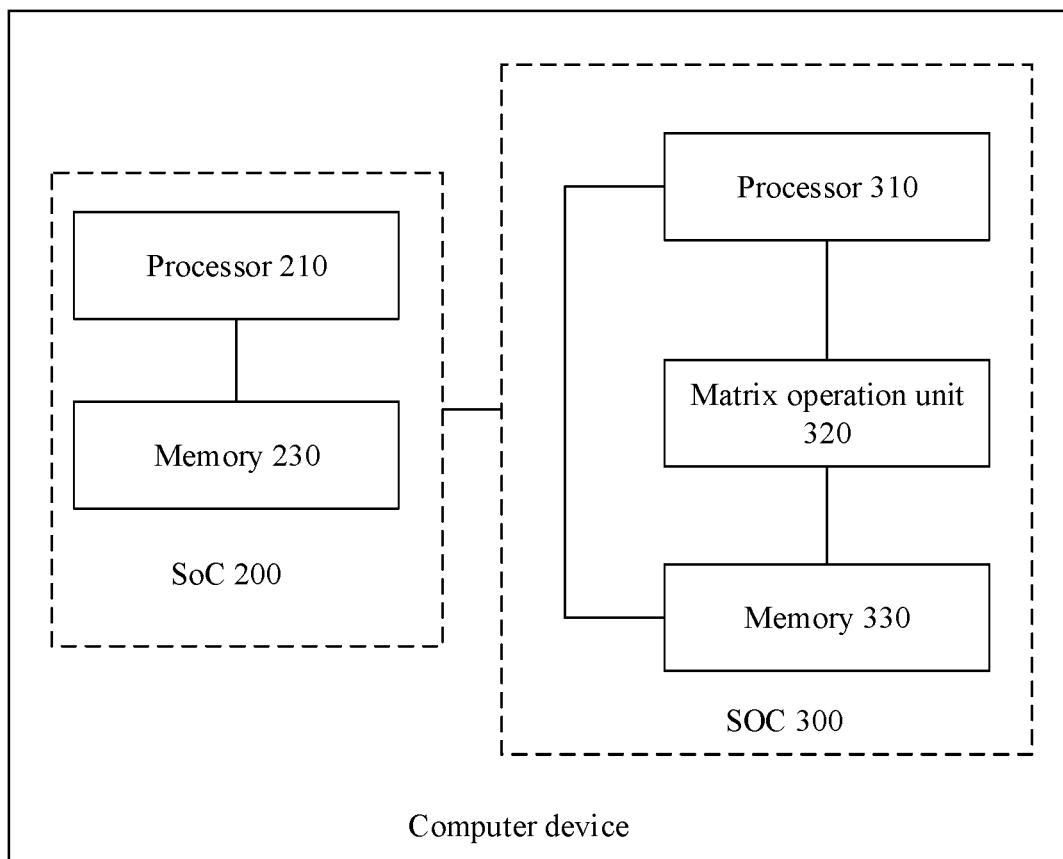 Processor 210
Memory 230
SoC 200
Processor 310
Matrix operation unit
320
Memory 330
SOC 300
Computer device